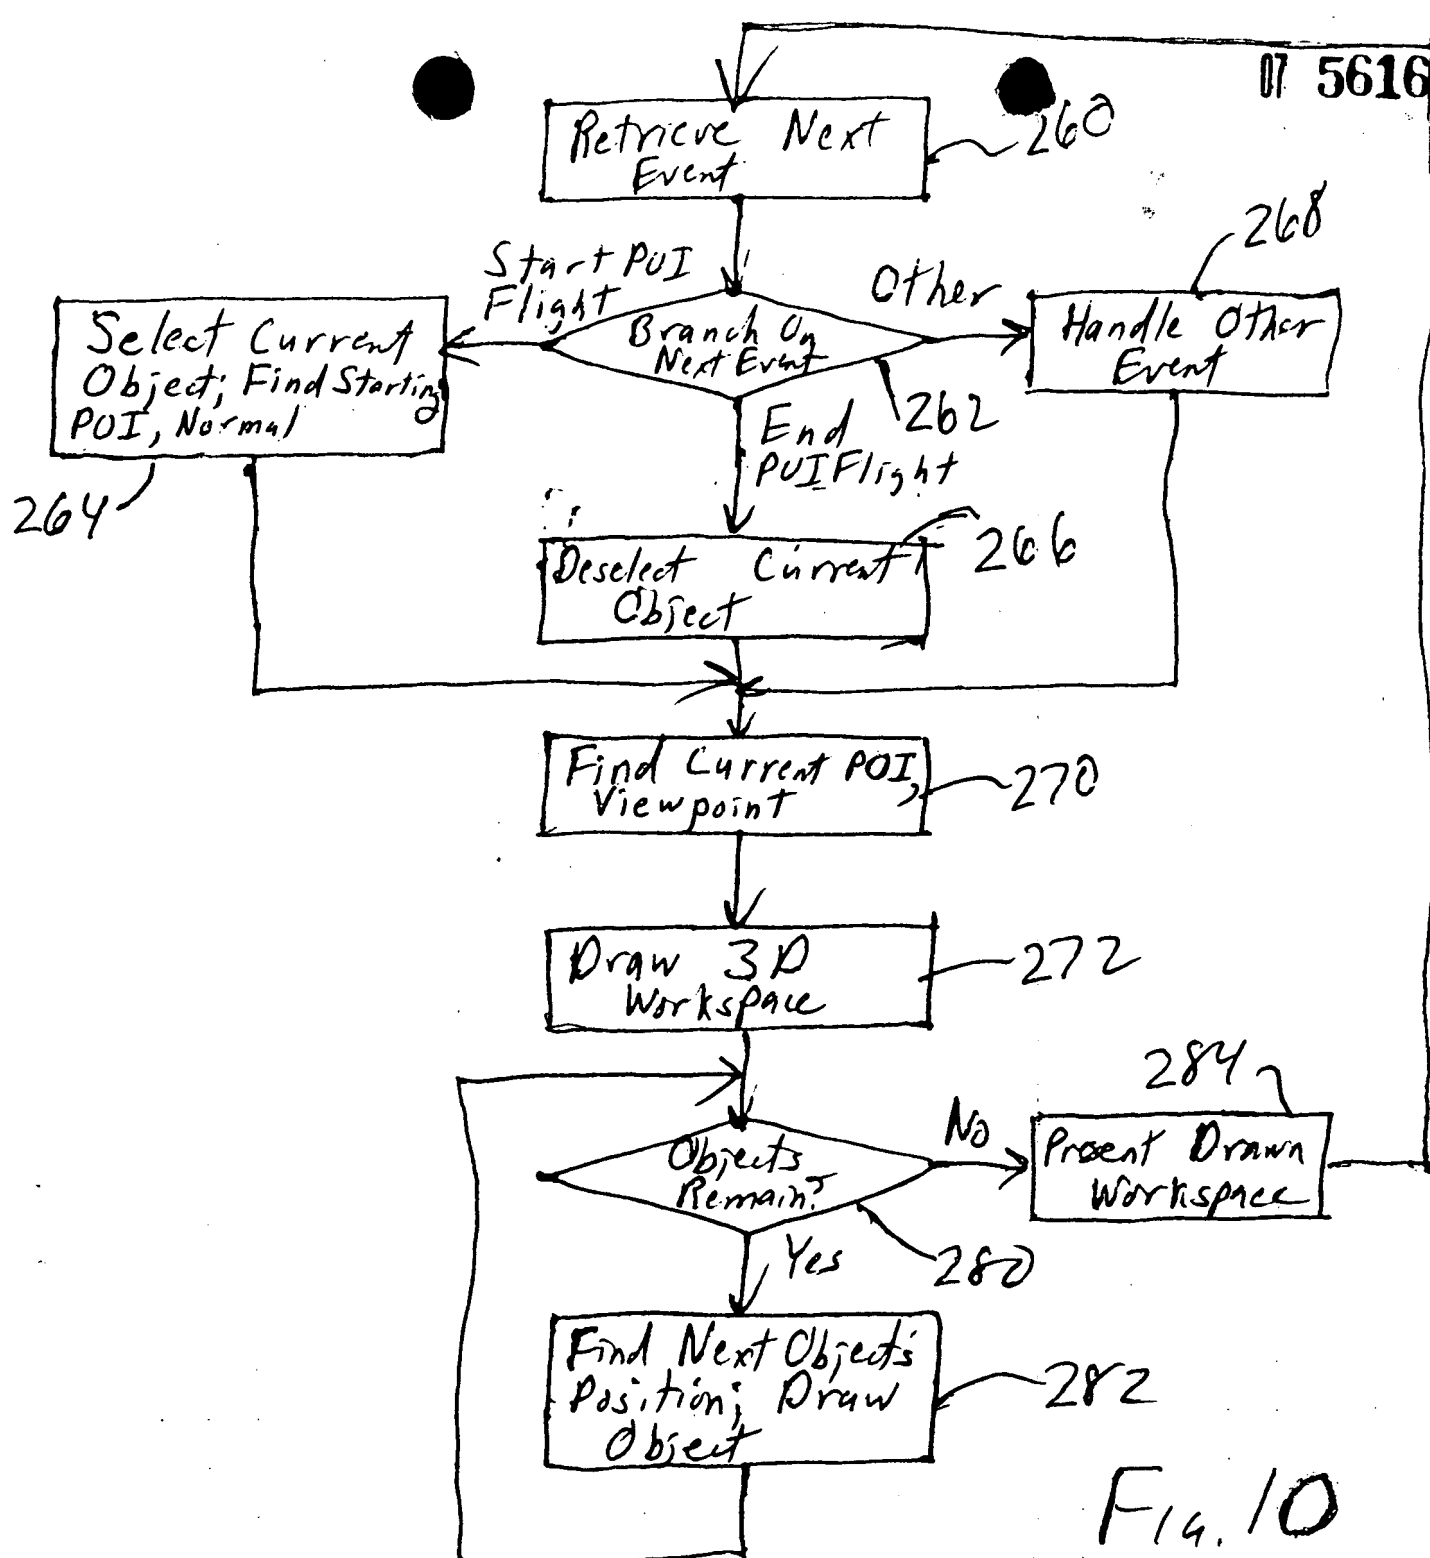 07 5616
Retrieve Next
Event
260
Start POI
Flight
Other
268
Branch On
Next Event
262
Select Current
Object; Find Starting
POI, Normal
264
Handle Other
Event
End
POI Flight
Deselect Current
Object
266
Find Current POI,
Viewpoint
270
Draw 3D
Workspace
272
Objects
Remain?
280
No
284
Present Drawn
Workspace
Yes
Find Next Object's
Position; Draw
Object
282
Fig. 10